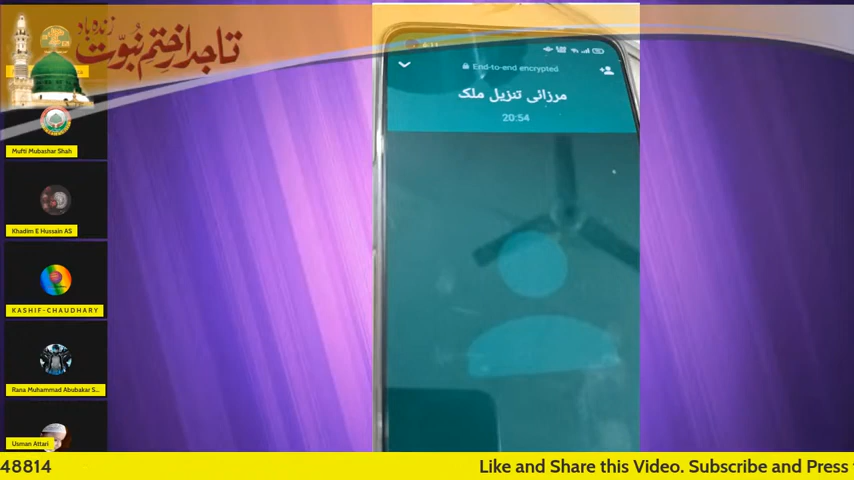 تاجدار ختم نبوّت
زندہ باد
Mufti Mubashar Shah
Khadim E Hussain AS
KASHIF-CHAUDHARY
Rana Muhammad Abubakar S...
Usman Attari
End-to-end encrypted
مرزائی تنزیل ملک
20:54
48814
Like and Share this Video. Subscribe and Press